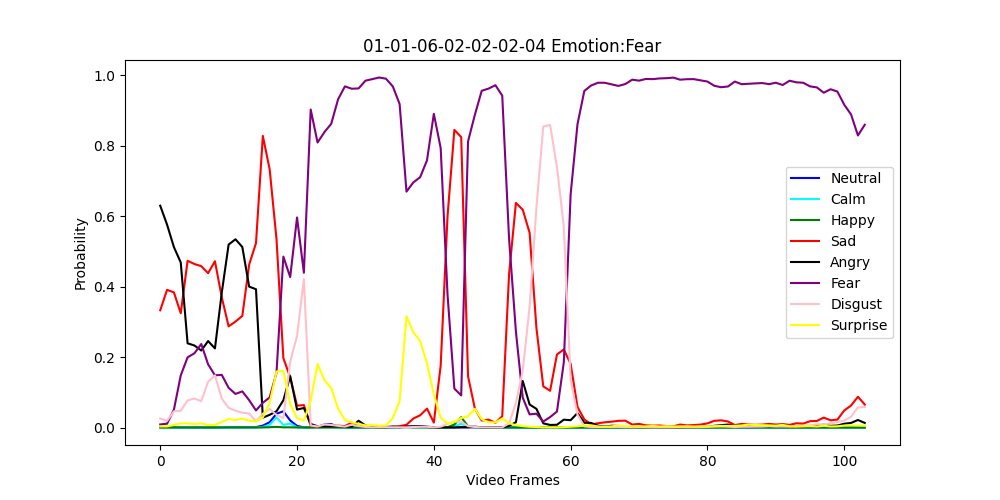 01-01-06-02-02-02-04 Emotion:Fear
Probability
1.0
0.8
0.6
0.4
0.2
0.0
0
20
40
60
80
100
Video Frames
Neutral
Calm
Happy
Sad
Angry
Fear
Disgust
Surprise